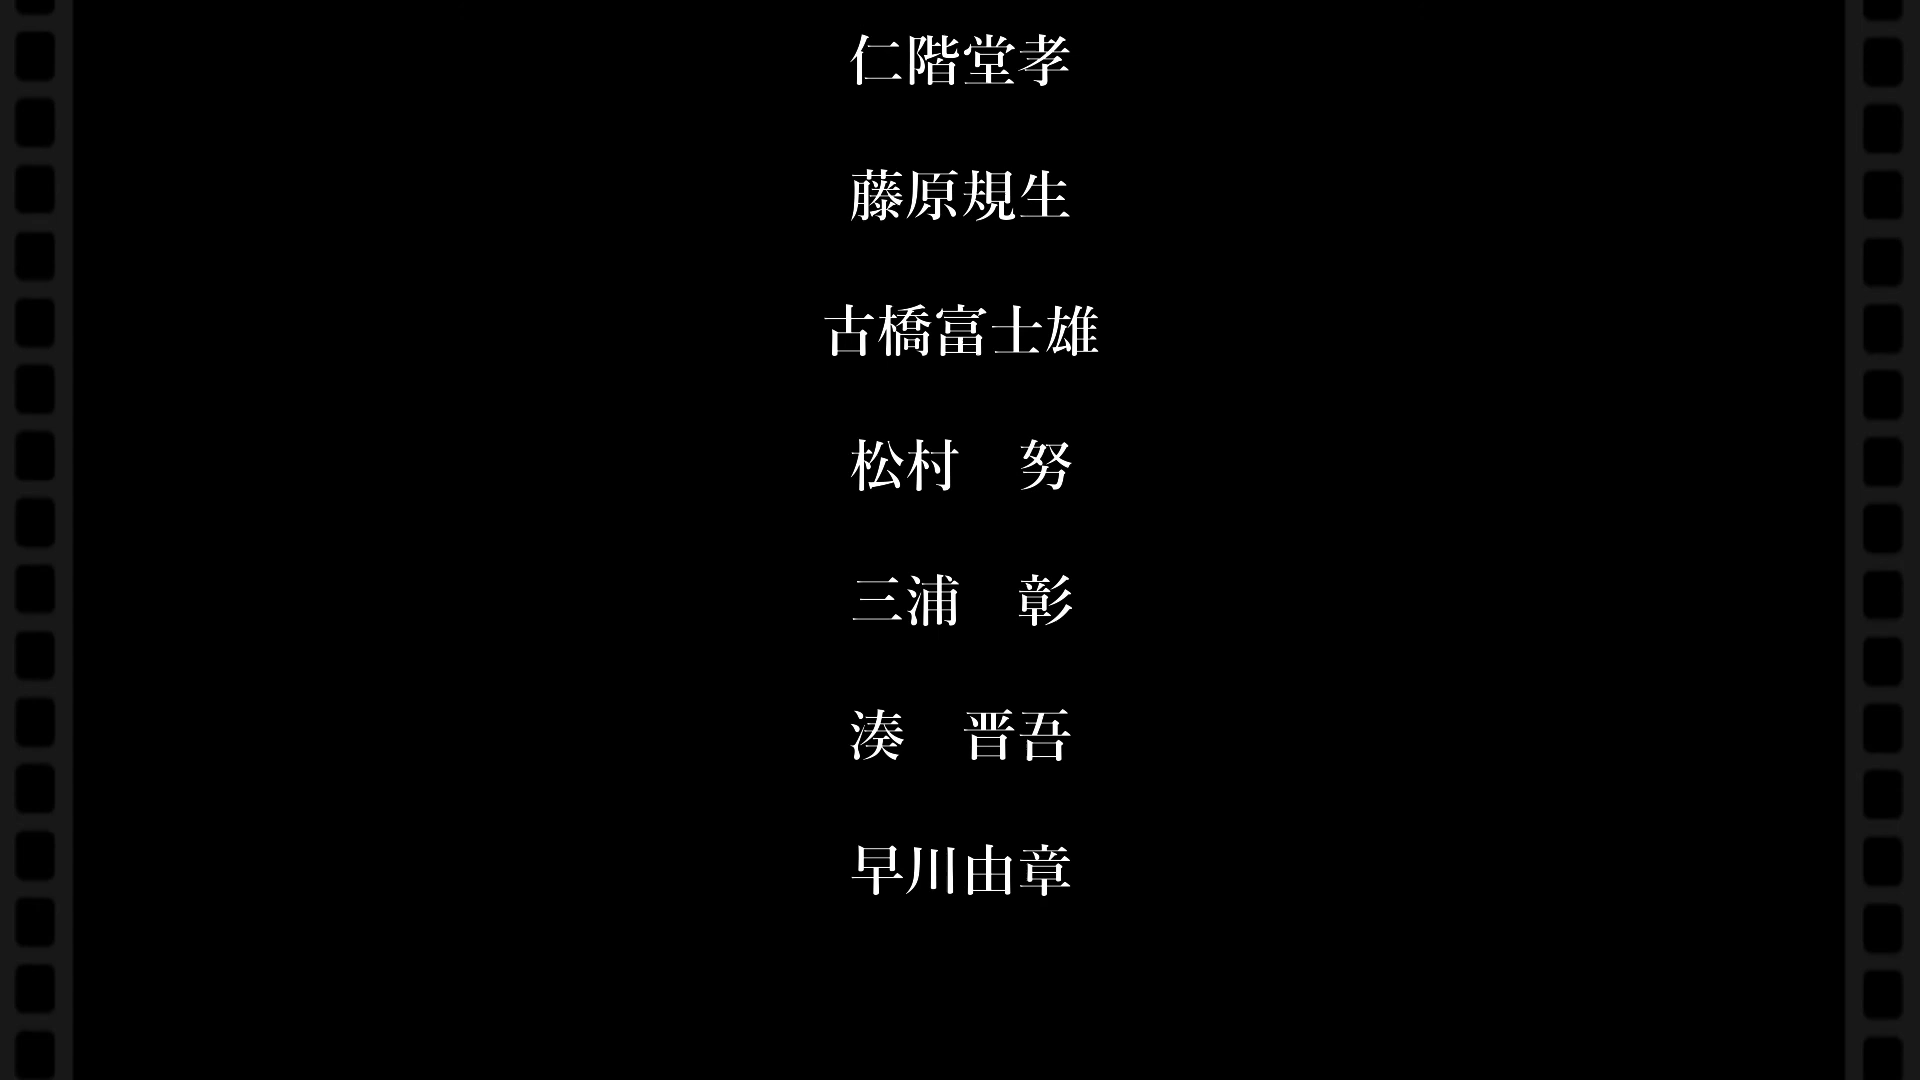 仁階堂孝
藤原規生
古橋富士雄
松村　努
三浦　彰
湊　晋吾
早川由章